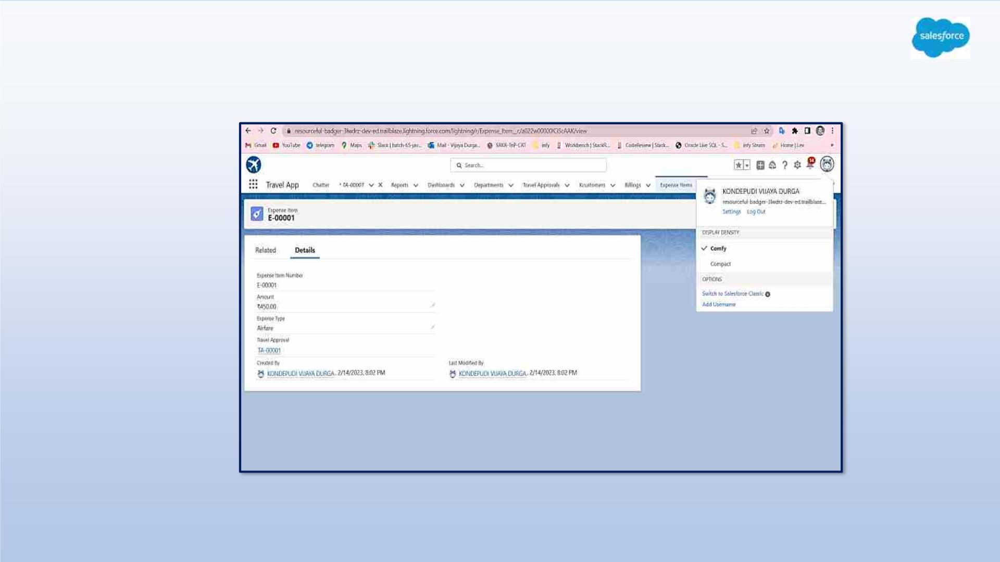 salesforce
resourceful-badger-3lwdrz-dev-ed.trailblaze.lightning.force.com/lightning/r/Expense_Item__c/
Gmail YouTube telegram Maps Slack | batch-65-jav... Mail - Vijaya Durga... SRKR-TnP-CRT infy Workbench | StackR... CodeReview | Stack... Oracle Live SQL - S... infy Steam Home | Lex
Search...
Travel App Chatter * TA-00001 Reports Dashboards Departments Travel Approvals Kcustomers Billings Expense Items
KONDEPUDI VIJAYA DURGA
resourceful-badger-3lwdrz-dev-ed.trailblaze...
Settings Log Out
Expense Item
E-00001
DISPLAY DENSITY
Comfy
Compact
OPTIONS
Switch to Salesforce Classic
Add Username
Related Details
Expense Item Number
E-00001
Amount
₹450.00
Expense Type
Airfare
Travel Approval
TA-00001
Created By Last Modified By
KONDEPUDI VIJAYA DURGA, 2/14/2023, 8:02 PM KONDEPUDI VIJAYA DURGA, 2/14/2023, 8:02 PM